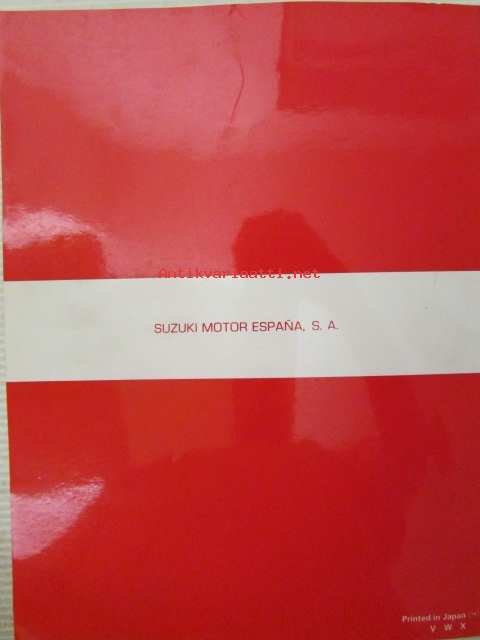 Antikvariaatti.net
SUZUKI MOTOR ESPAÑA, S. A.
Printed in Japan
V W X